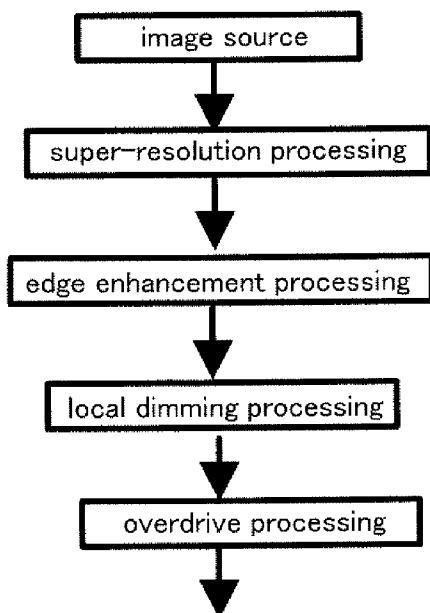 image source
super-resolution processing
edge enhancement processing
local dimming processing
overdrive processing